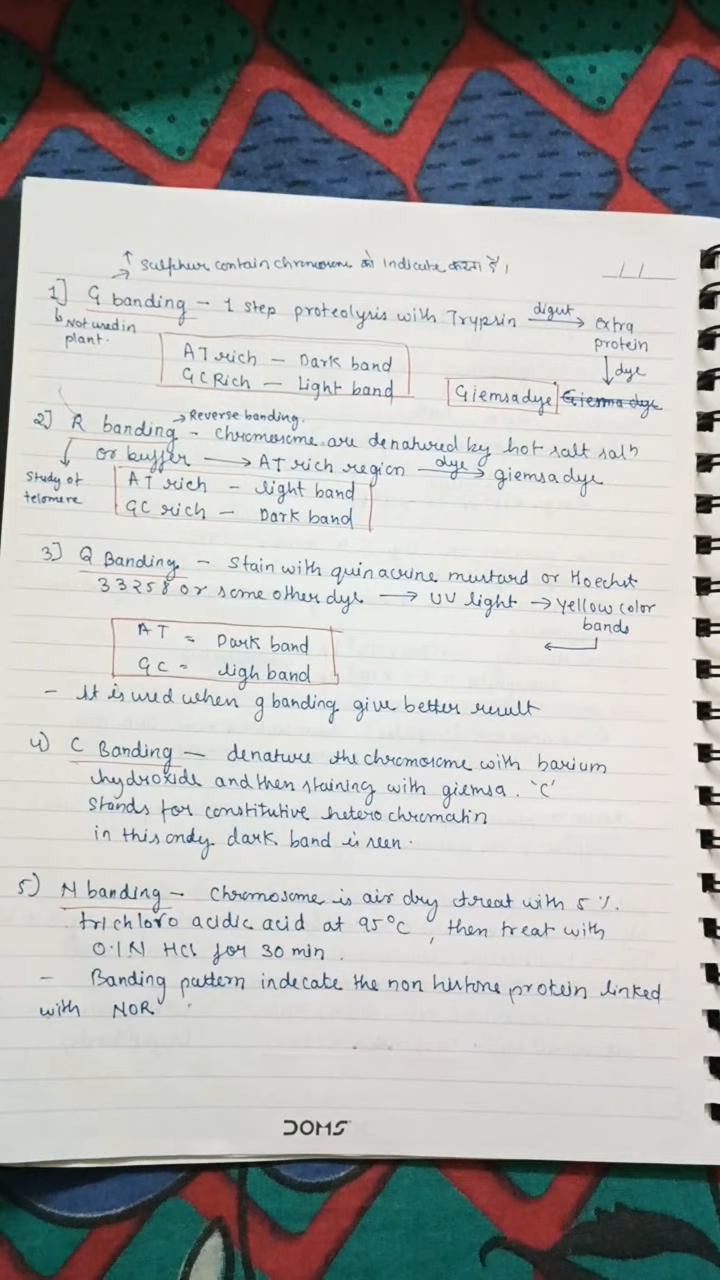 ↑ Sulphur contain chromosome को indicate करता है।
1] G banding – 1 step proteolysis with Trypsin digest → extra
↳ Not used in plant.
protein
↓ dye
AT rich – Dark band
GC Rich – Light band
Giemsadye Giemsa dye
→ Reverse banding.
2] R banding – chromosome are denatured by hot salt salⁿ
or buffer → AT rich region dye → giemsa dye
Study of telomere
AT rich – light band
GC rich – Dark band
3] Q Banding – Stain with quinacrine mustard or Hoechst
33258 or some other dye → UV light → yellow color
bands
AT = Dark band
GC = ligh band
– It is used when g banding give better result
4) C Banding – denature the chromosome with barium
hydroxide and then staining with giemsa. 'C'
stands for constitutive hetero chromatin
in this only dark band is seen.
5) N banding – Chromosome is air dry treat with 5 %.
trichloro acidic acid at 95°C, then treat with
0.1N HCl for 30 min.
– Banding pattern indecate the non histone protein linked
with NOR
DOMS